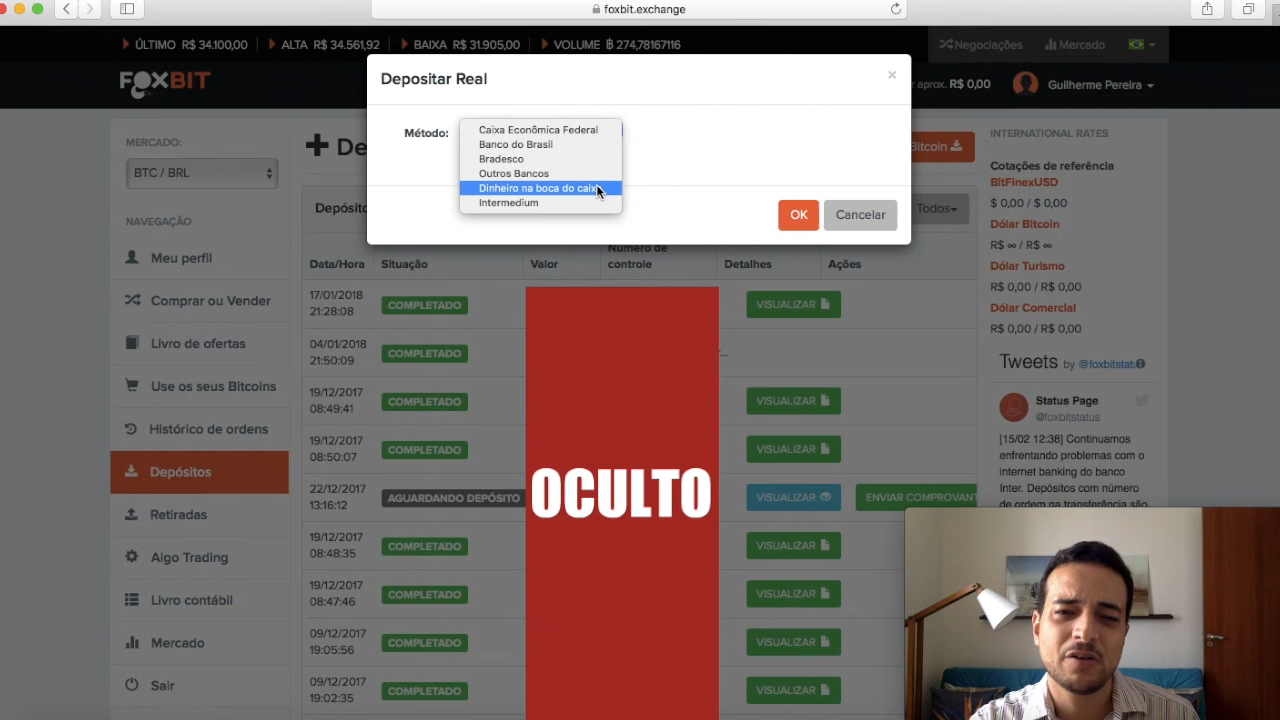 foxbit.exchange
ÚLTIMO R$ 34.100,00
ALTA R$ 34.561,92
BAIXA R$ 31.905,00
VOLUME ฿ 274,78167116
Negociações
Mercado
FOXBIT
aprox. R$ 0,00
Guilherme Pereira
Depositar Real
×
Método:
Caixa Econômica Federal
Banco do Brasil
Bradesco
Outros Bancos
Dinheiro na boca do caixa
Intermedium
OK
Cancelar
MERCADO:
BTC / BRL
NAVEGAÇÃO
Meu perfil
Comprar ou Vender
Livro de ofertas
Use os seus Bitcoins
Histórico de ordens
Depósitos
Retiradas
Algo Trading
Livro contábil
Mercado
Sair
+ De
Bitcoin
Depósito
Todos
Data/Hora
Situação
Valor
Número de
controle
Detalhes
Ações
17/01/2018
21:28:08
COMPLETADO
VISUALIZAR
04/01/2018
21:50:09
COMPLETADO
...
19/12/2017
08:49:41
COMPLETADO
VISUALIZAR
19/12/2017
08:50:07
COMPLETADO
VISUALIZAR
22/12/2017
13:16:12
AGUARDANDO DEPÓSITO
VISUALIZAR
ENVIAR COMPROVANT
19/12/2017
08:48:35
COMPLETADO
VISUALIZAR
19/12/2017
08:47:46
COMPLETADO
VISUALIZAR
09/12/2017
19:05:56
COMPLETADO
VISUALIZAR
09/12/2017
19:02:35
COMPLETADO
VISUALIZAR
OCULTO
INTERNATIONAL RATES
Cotações de referência
BitFinexUSD
$ 0,00 / $ 0,00
Dólar Bitcoin
R$ ∞ / R$ ∞
Dólar Turismo
R$ 0,00 / R$ 0,00
Dólar Comercial
R$ 0,00 / R$ 0,00
Tweets by @foxbitstatu
Status Page
@foxbitstatus
[15/02 12:38] Continuamos
enfrentando problemas com o
internet banking do banco
Inter. Depósitos com número
de ordem na transferência são